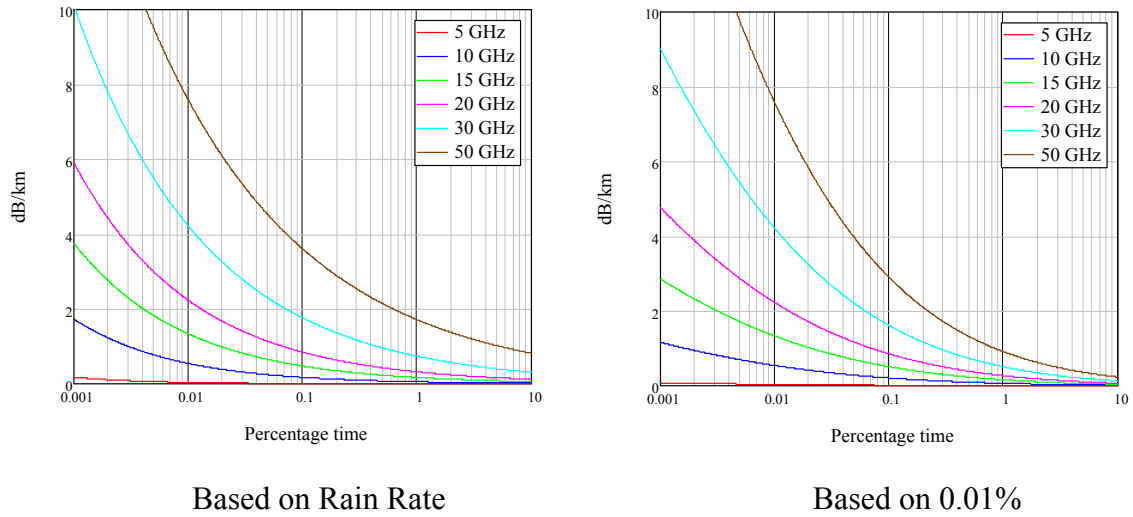 10
8
6
4
2
0
dB/km
5 GHz
10 GHz
15 GHz
20 GHz
30 GHz
50 GHz
0.001
0.01
0.1
1
10
Percentage time
Based on Rain Rate
10
8
6
4
2
0
dB/km
5 GHz
10 GHz
15 GHz
20 GHz
30 GHz
50 GHz
0.001
0.01
0.1
1
10
Percentage time
Based on 0.01%